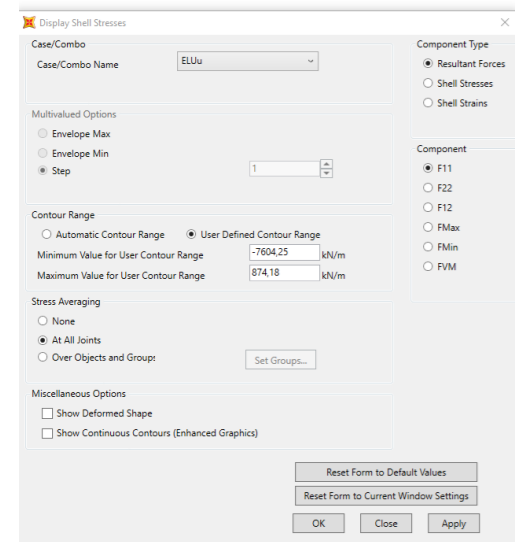 Display Shell Stresses
Case/Combo
Case/Combo Name
ELUu
Multivalued Options
Envelope Max
Envelope Min
Step
1
Contour Range
Automatic Contour Range
User Defined Contour Range
Minimum Value for User Contour Range
-7604,25
kN/m
Maximum Value for User Contour Range
874,18
kN/m
Stress Averaging
None
At All Joints
Over Objects and Groups
Set Groups...
Miscellaneous Options
Show Deformed Shape
Show Continuous Contours (Enhanced Graphics)
Component Type
Resultant Forces
Shell Stresses
Shell Strains
Component
F11
F22
F12
FMax
FMin
FVM
Reset Form to Default Values
Reset Form to Current Window Settings
OK
Close
Apply